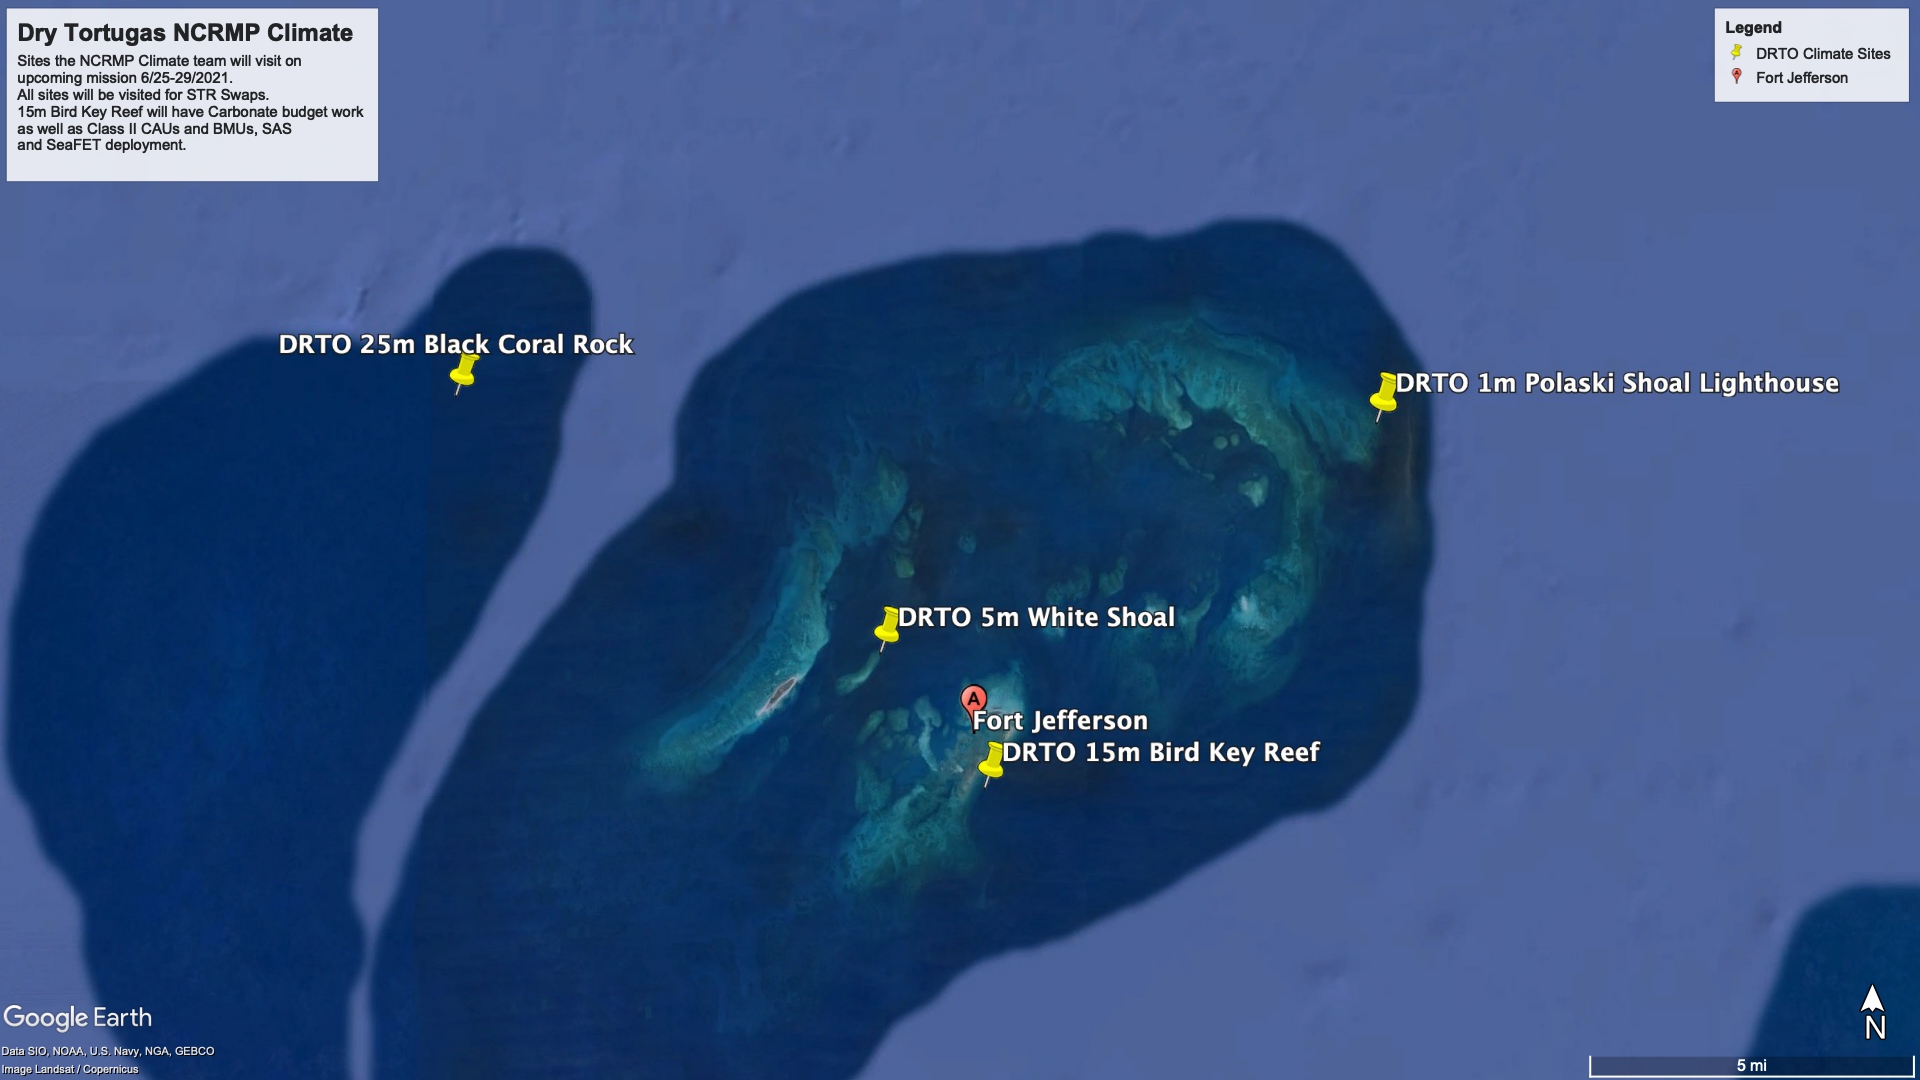 Dry Tortugas NCRMP Climate
Sites the NCRMP Climate team will visit on
upcoming mission 6/25-29/2021.
All sites will be visited for STR Swaps.
15m Bird Key Reef will have Carbonate budget work
as well as Class II CAUs and BMUs, SAS
and SeaFET deployment.
Legend
DRTO Climate Sites
A
Fort Jefferson
DRTO 25m Black Coral Rock
DRTO 1m Polaski Shoal Lighthouse
DRTO 5m White Shoal
A
Fort Jefferson
DRTO 15m Bird Key Reef
Google Earth
Data SIO, NOAA, U.S. Navy, NGA, GEBCO
Image Landsat / Copernicus
N
5 mi